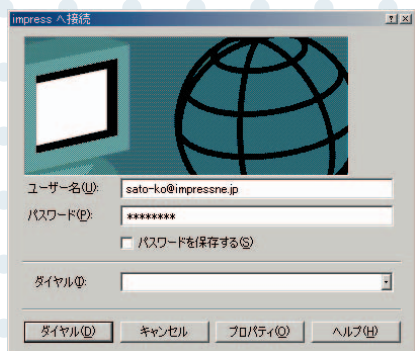 impress へ接続
ユーザー名(U): sato-ko@impressne.jp
パスワード(P): ********
パスワードを保存する(S)
ダイヤル(I):
ダイヤル(D) キャンセル プロパティ(O) ヘルプ(H)